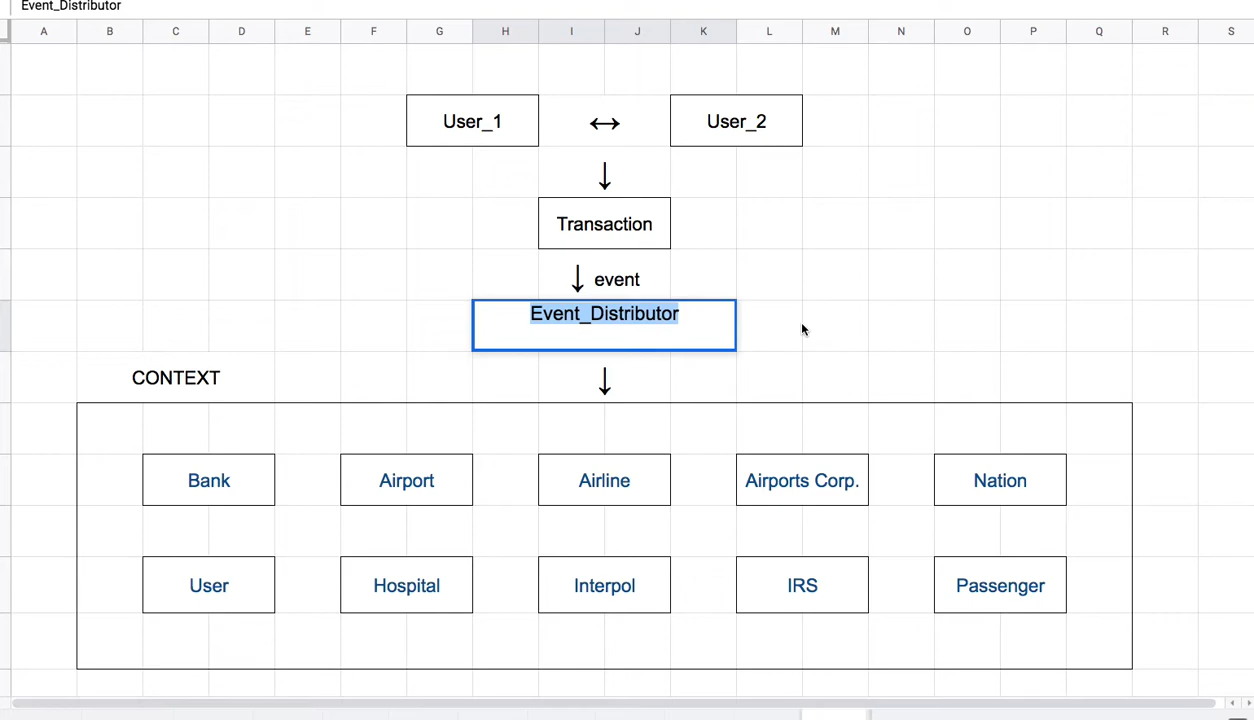 Event_Distributor
A B C D E F G H I J K L M N O P Q R S
User_1 ↔ User_2
↓
Transaction
↓ event
Event_Distributor
CONTEXT ↓
Bank Airport Airline Airports Corp. Nation
User Hospital Interpol IRS Passenger